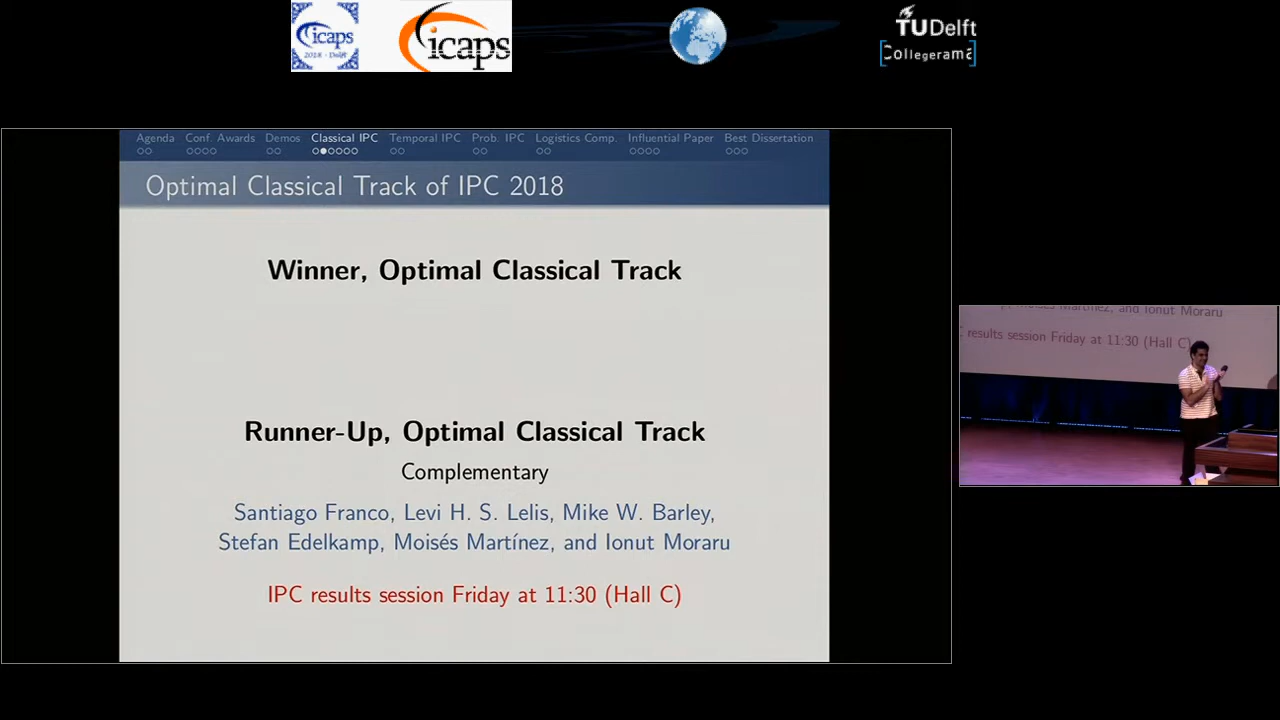 icaps
2018 - Delft
icaps
TUDelft
Collegerama
Agenda Conf. Awards Demos Classical IPC Temporal IPC Prob. IPC Logistics Comp. Influential Paper Best Dissertation
Optimal Classical Track of IPC 2018
Winner, Optimal Classical Track
Runner-Up, Optimal Classical Track
Complementary
Santiago Franco, Levi H. S. Lelis, Mike W. Barley,
Stefan Edelkamp, Moisés Martínez, and Ionut Moraru
IPC results session Friday at 11:30 (Hall C)
Martínez, and Ionut Moraru
C results session Friday at 11:30 (Hall C)